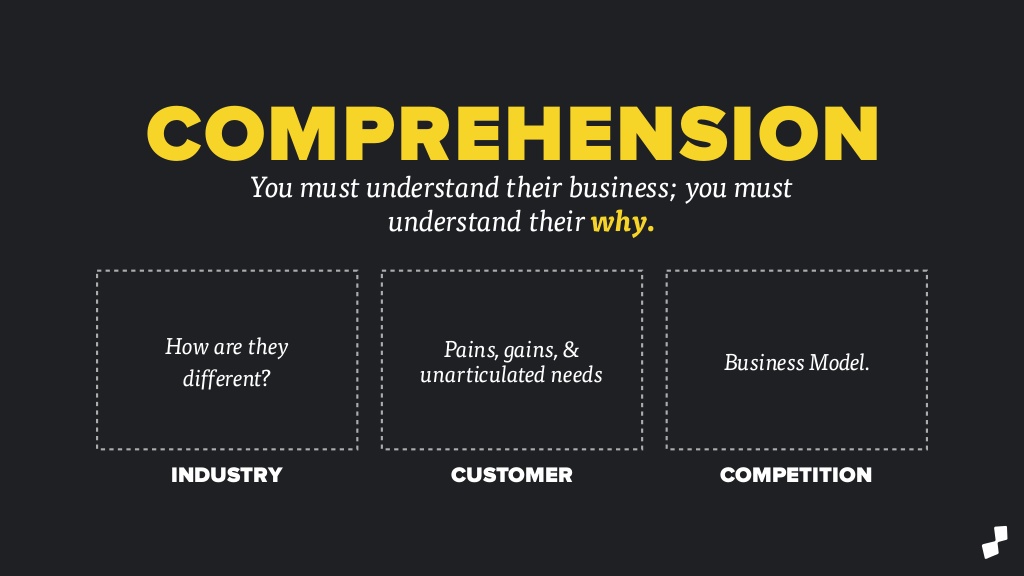 COMPREHENSION
You must understand their business; you must
understand their why.
How are they
different?
Pains, gains, &
unarticulated needs
Business Model.
INDUSTRY
CUSTOMER
COMPETITION